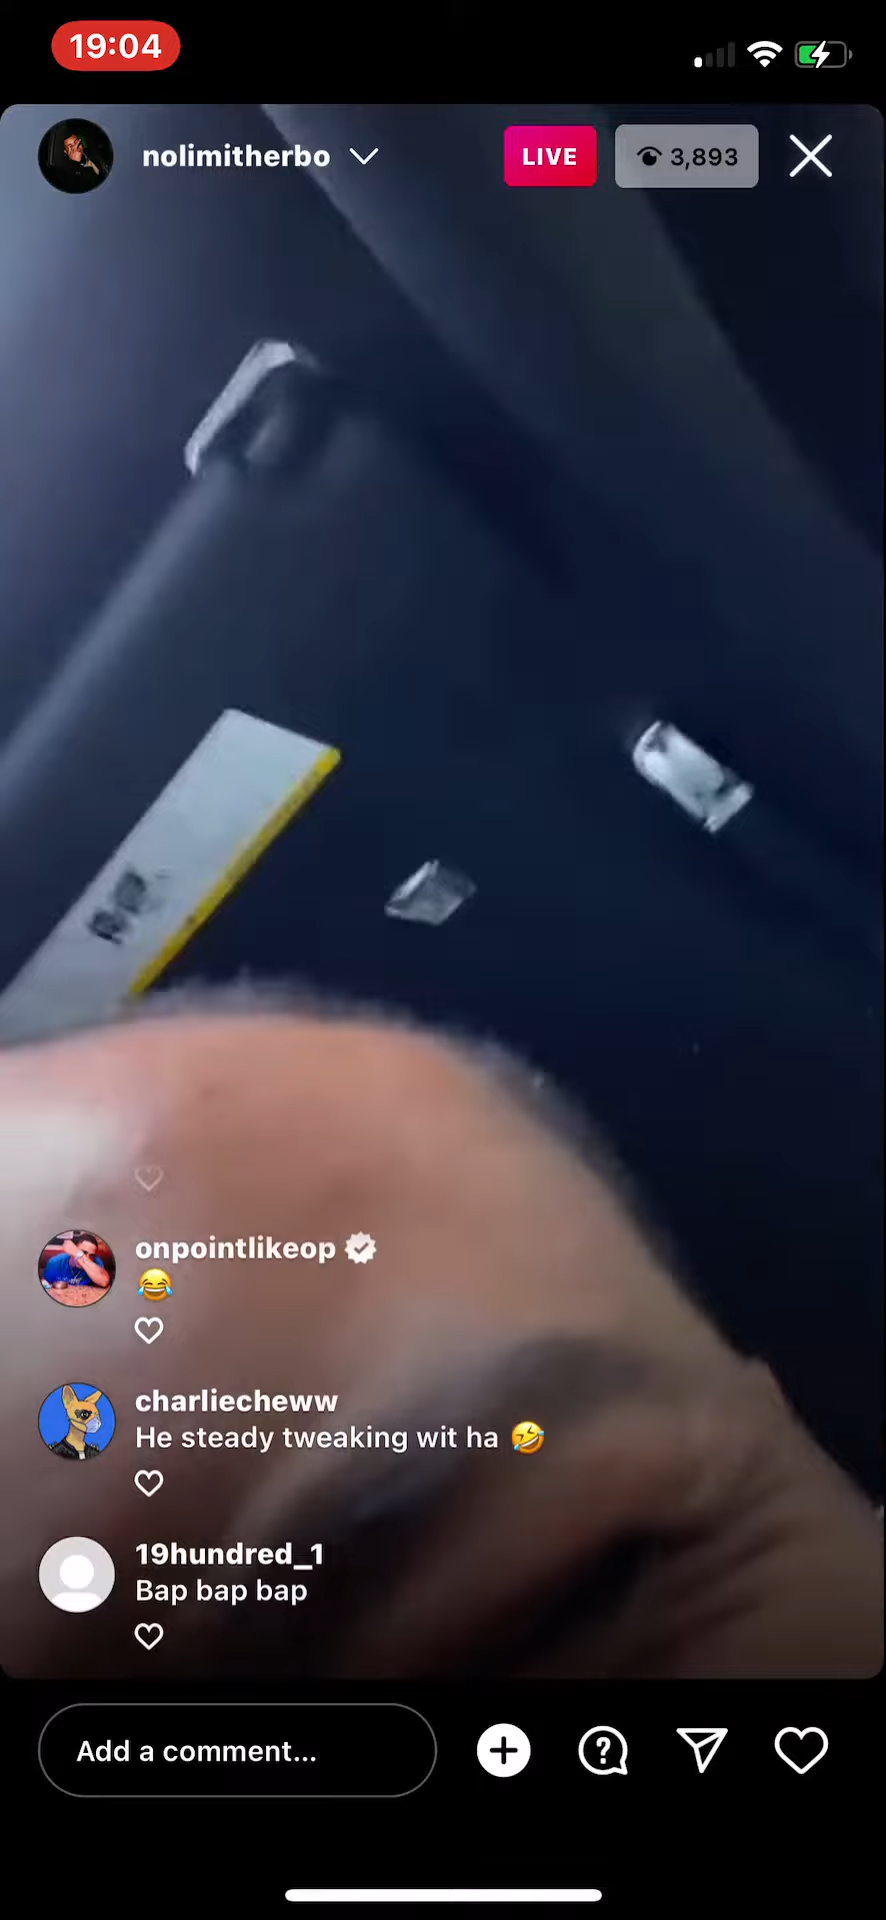 19:04
nolimitherbo
LIVE
3,893
onpointlikeop
😂
charliecheww
He steady tweaking wit ha 🤣
19hundred_1
Bap bap bap
Add a comment...